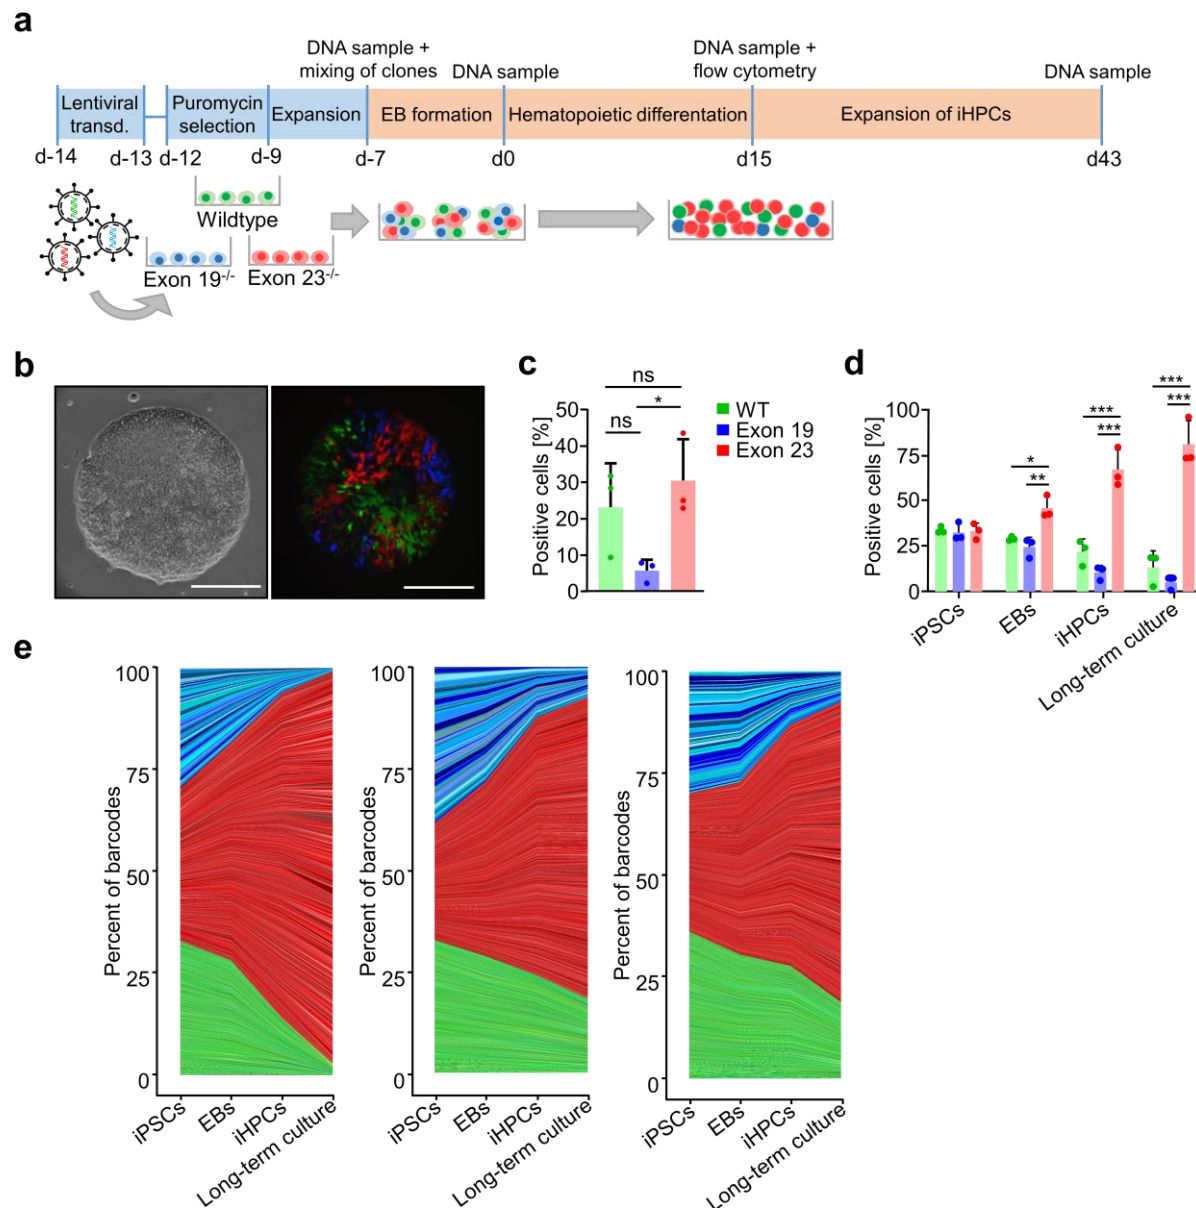 a
DNA sample +
mixing of clones
DNA sample
DNA sample +
flow cytometry
DNA sample
Lentiviral
transd.
Puromycin
selection
Expansion
EB formation
Hematopoietic differentation
Expansion of iHPCs
d-14
d-13
d-12
d-9
d-7
d0
d15
d43
Wildtype
Exon 19-/-
Exon 23-/-
b
c
ns
*
ns
Positive cells [%]
50
40
30
20
10
0
WT
Exon 19
Exon 23
d
Positive cells [%]
100
75
50
25
0
*
**
***
***
***
***
iPSCs
EBs
iHPCs
Long-term culture
e
Percent of barcodes
100
75
50
25
0
iPSCs
EBs
iHPCs
Long-term culture
Percent of barcodes
100
75
50
25
0
iPSCs
EBs
iHPCs
Long-term culture
Percent of barcodes
100
75
50
25
0
iPSCs
EBs
iHPCs
Long-term culture